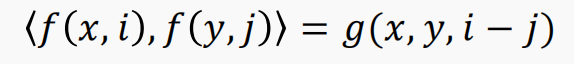 ⟨f(x, i), f(y, j)⟩ = g(x, y, i − j)